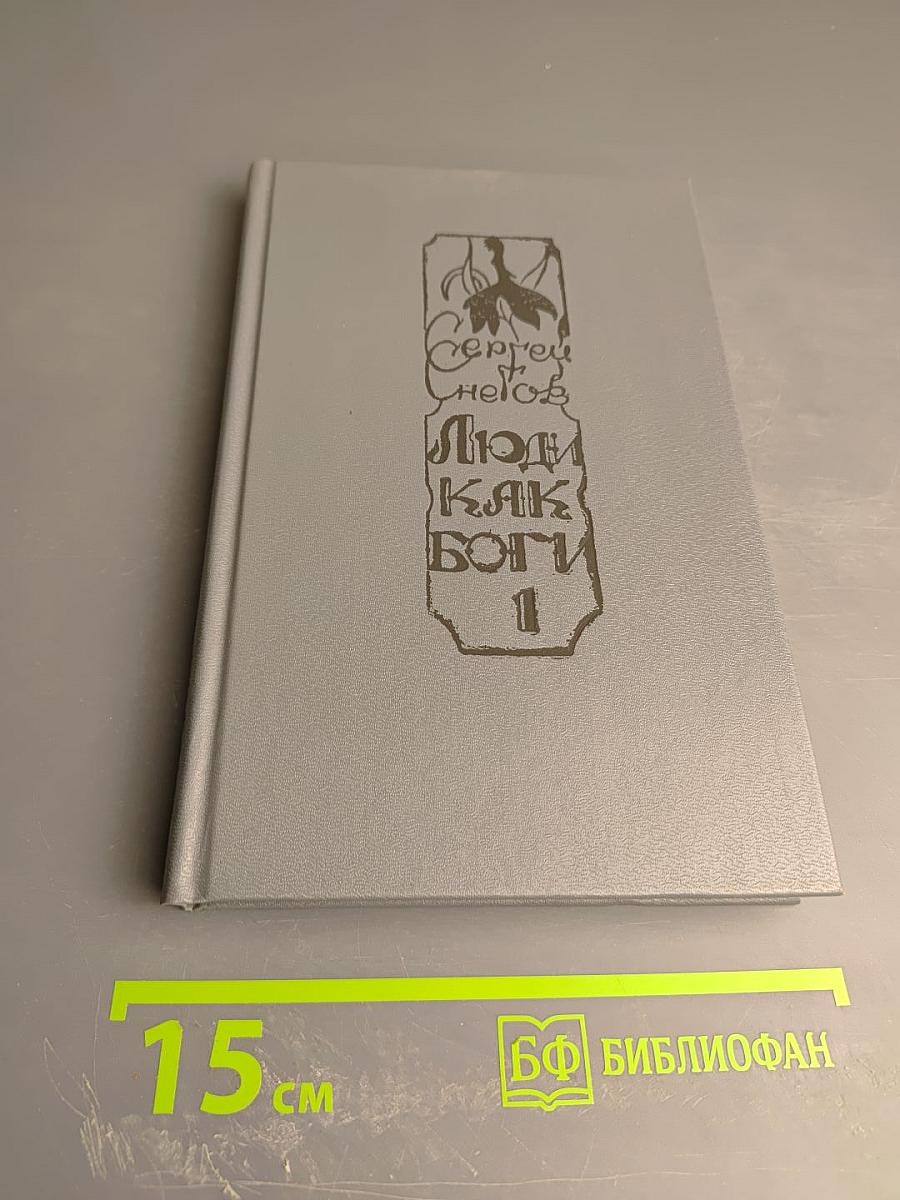 Сергей
Снегов
Люди
как
боги
1
15 см
БФ БИБЛИОФАН